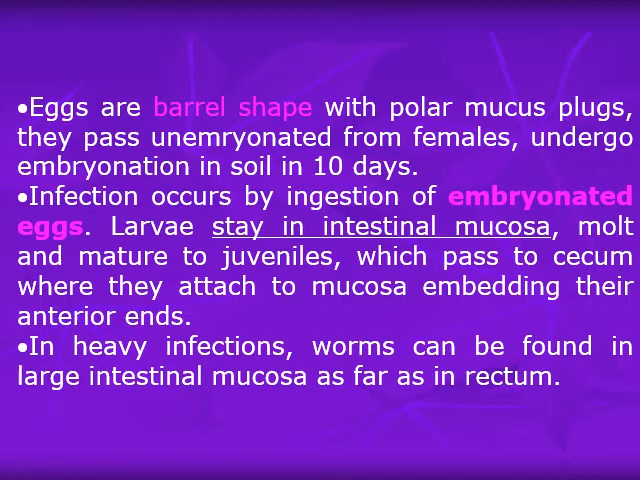 •Eggs are barrel shape with polar mucus plugs,
they pass unemryonated from females, undergo
embryonation in soil in 10 days.
•Infection occurs by ingestion of embryonated
eggs. Larvae stay in intestinal mucosa, molt
and mature to juveniles, which pass to cecum
where they attach to mucosa embedding their
anterior ends.
•In heavy infections, worms can be found in
large intestinal mucosa as far as in rectum.